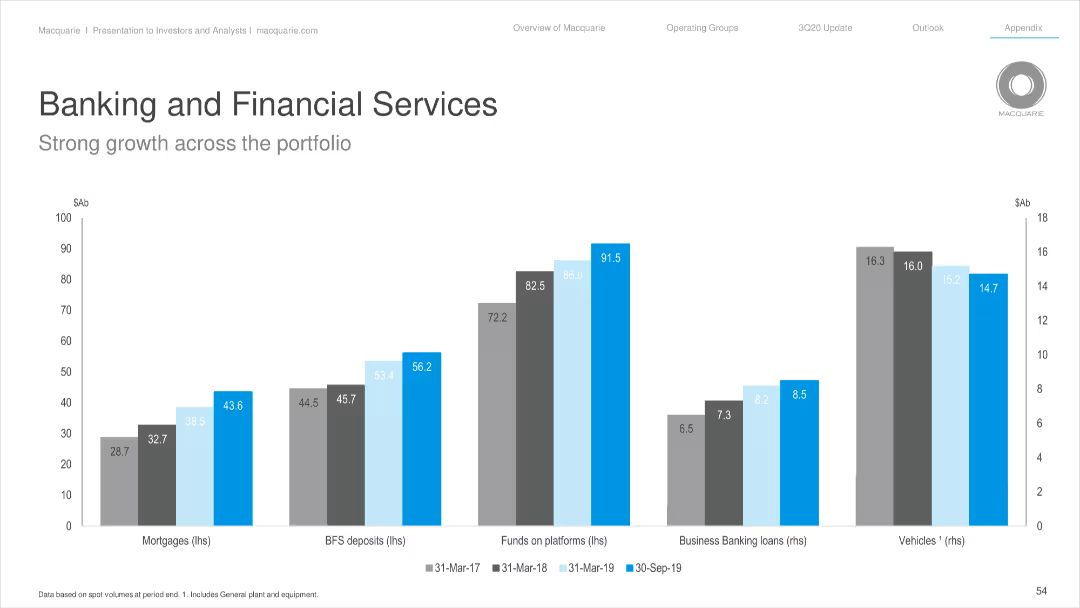 Macquarie I Presentation to Investors and Analysts I macquarie.com
Overview of Macquarie
Operating Groups
3Q20 Update
Outlook
Appendix
MACQUARIE
Banking and Financial Services
Strong growth across the portfolio
$Ab
$Ab
100
90
80
70
60
50
40
30
20
10
0
28.7
32.7
38.5
43.6
44.5
45.7
53.4
56.2
72.2
82.5
86.0
91.5
6.5
7.3
8.2
8.5
16.3
16.0
15.2
14.7
18
16
14
12
10
8
6
4
2
0
Mortgages (lhs)
BFS deposits (lhs)
Funds on platforms (lhs)
Business Banking loans (rhs)
Vehicles ¹ (rhs)
31-Mar-17 31-Mar-18 31-Mar-19 30-Sep-19
Data based on spot volumes at period end. 1. Includes General plant and equipment.
54